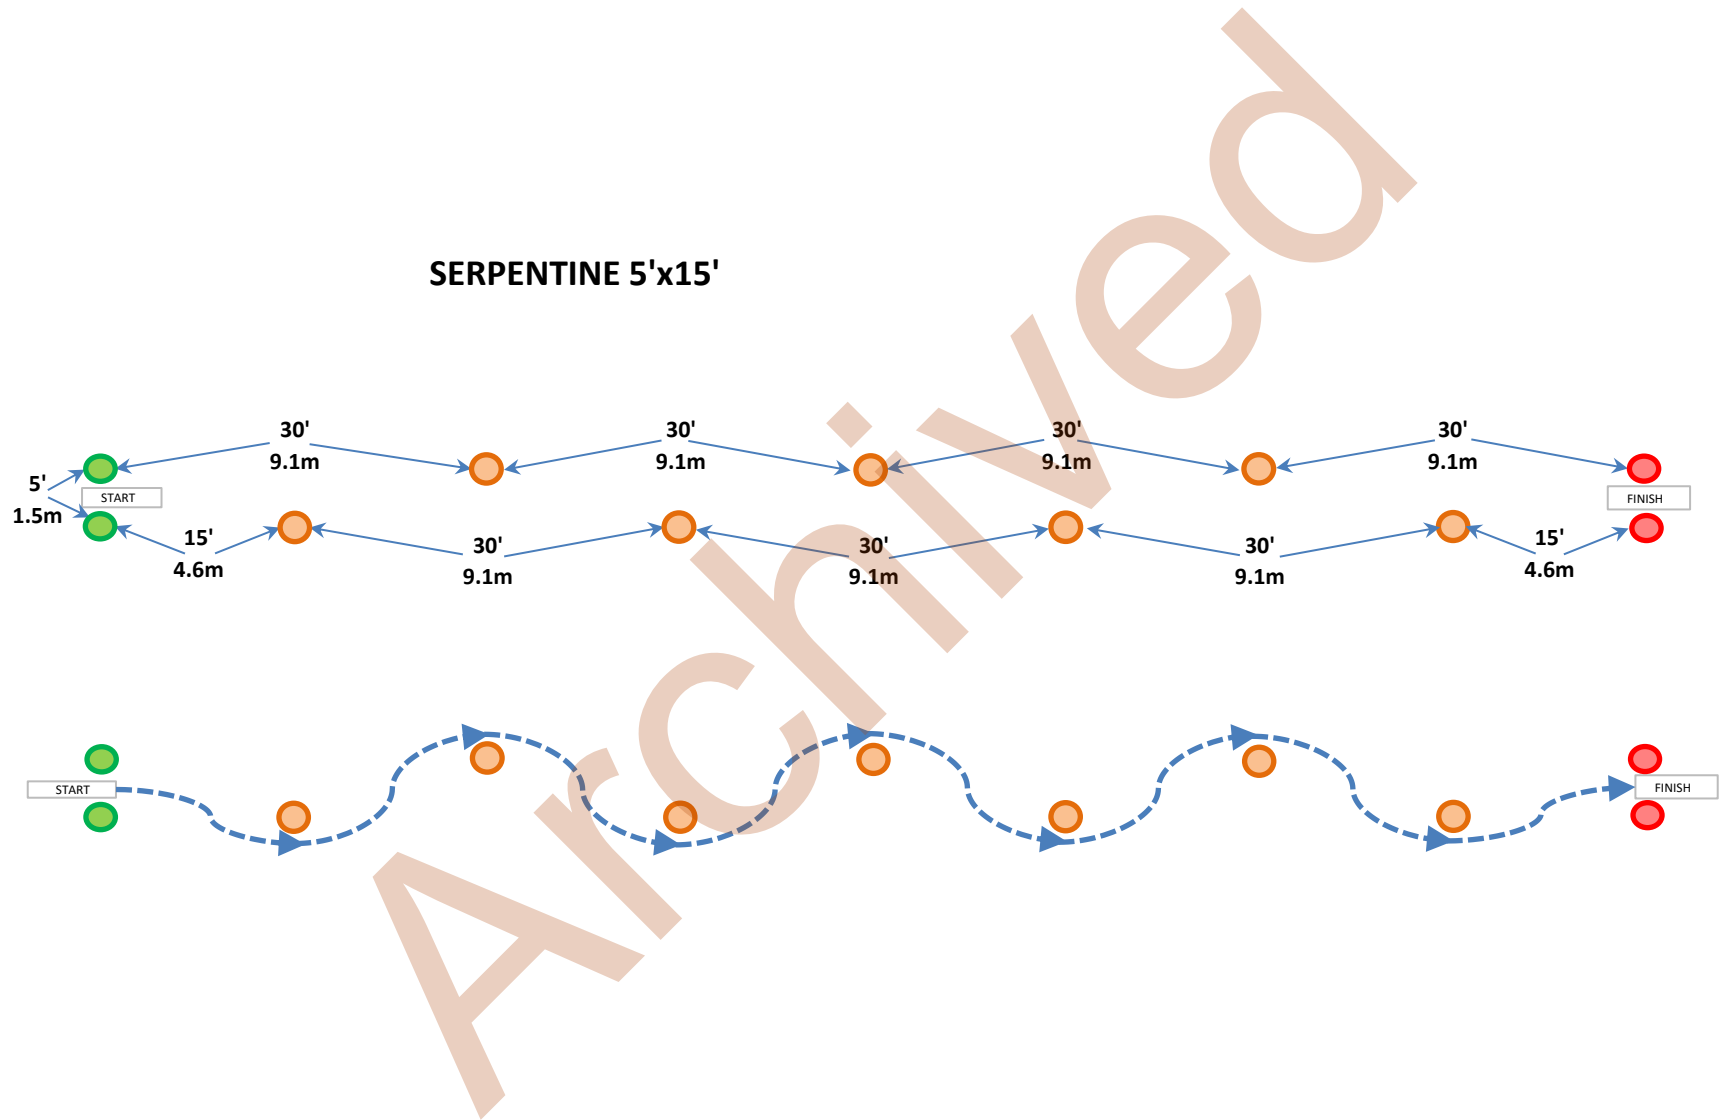 SERPENTINE 5'x15'
30' 30' 30' 30'
9.1m 9.1m 9.1m 9.1m
5'
START FINISH
1.5m
15' 30' 30' 30' 15'
4.6m 9.1m 9.1m 9.1m 4.6m
START FINISH
Archived